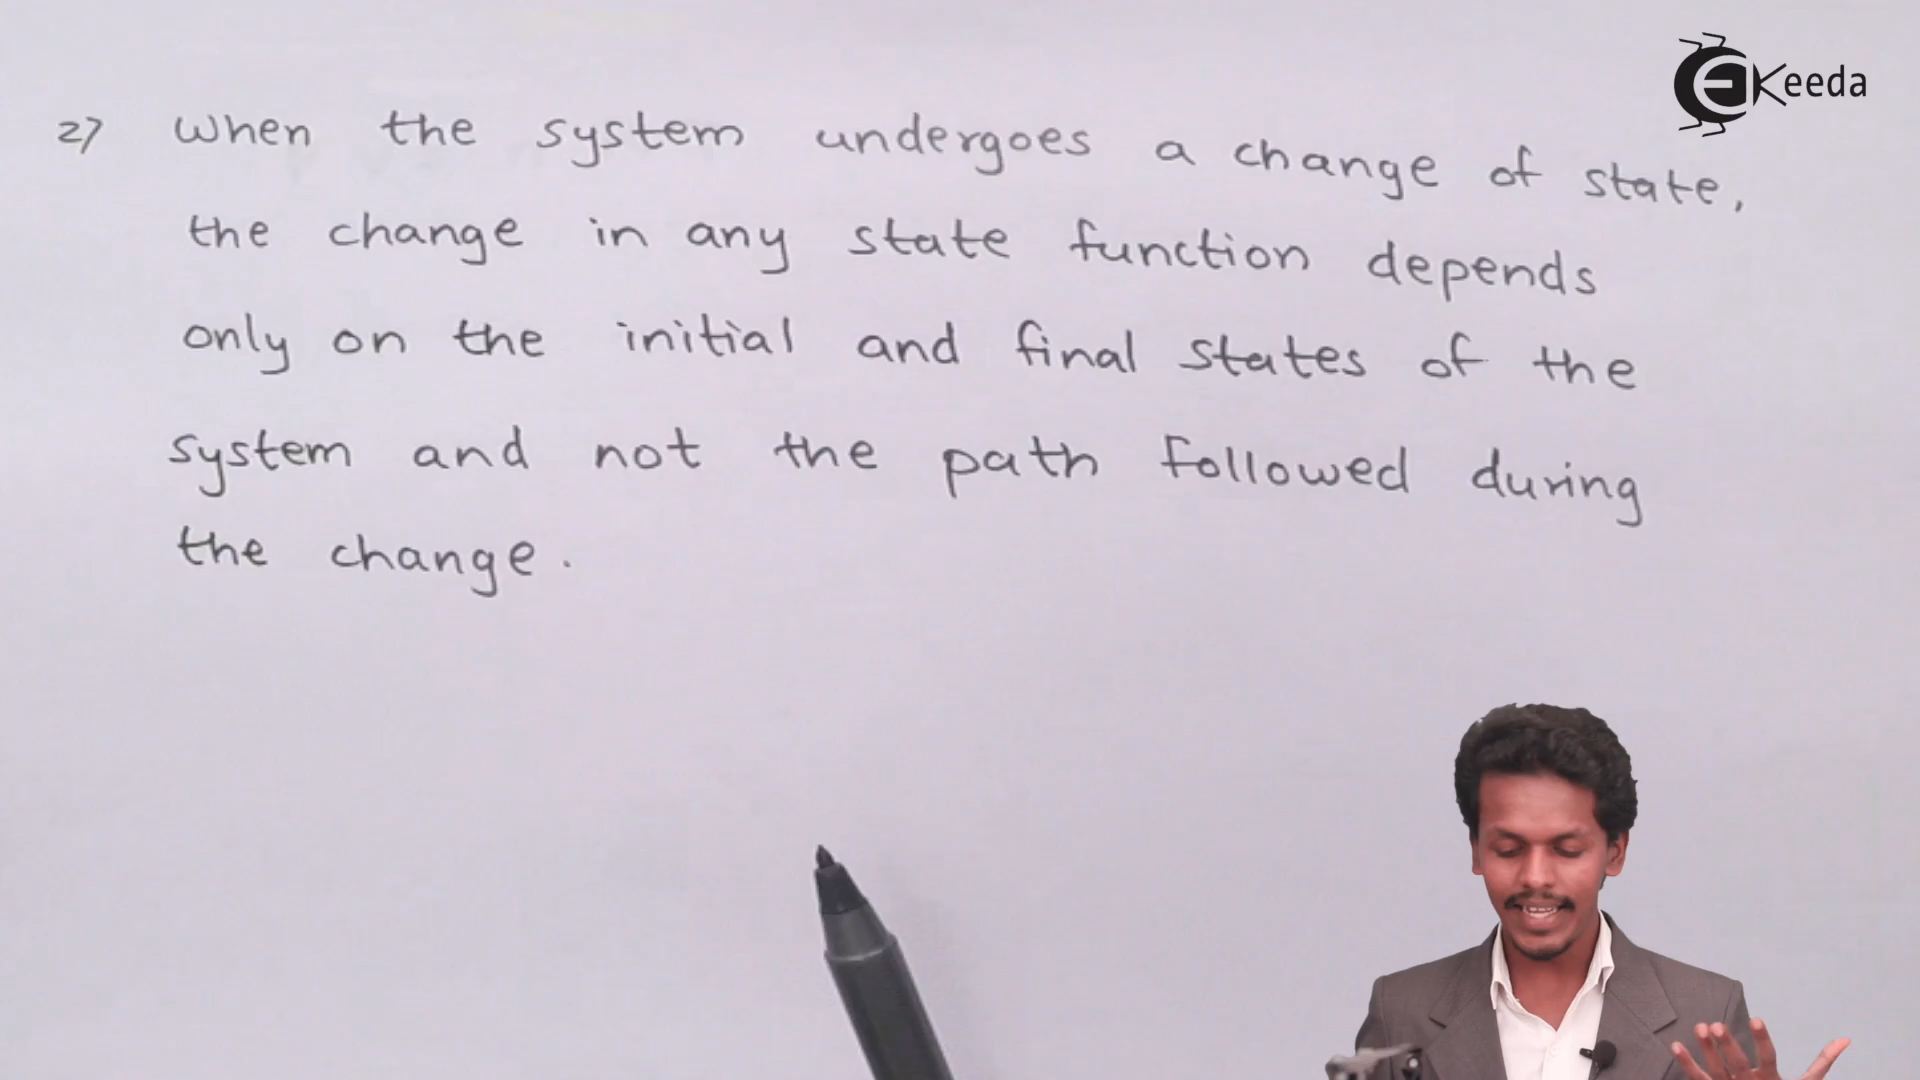 EKeeda
2) When the system undergoes a change of state,
the change in any state function depends
only on the initial and final states of the
system and not the path followed during
the change.